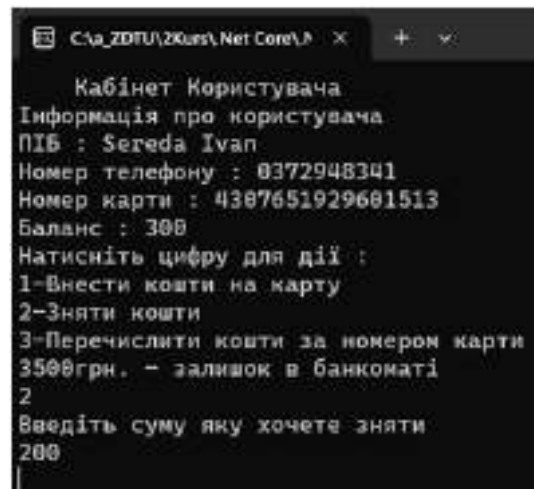 C:\a_ZDTU\2Kurs\.Net Core\.N
Кабінет Користувача
Інформація про користувача
ПІБ : Sereda Ivan
Номер телефону : 0372948341
Номер карти : 4307651929601513
Баланс : 300
Натисніть цифру для дії :
1-Внести кошти на карту
2-Зняти кошти
3-Перечислити кошти за номером карти
3500грн. - залишок в банкоматі
2
Введіть суму яку хочете зняти
200